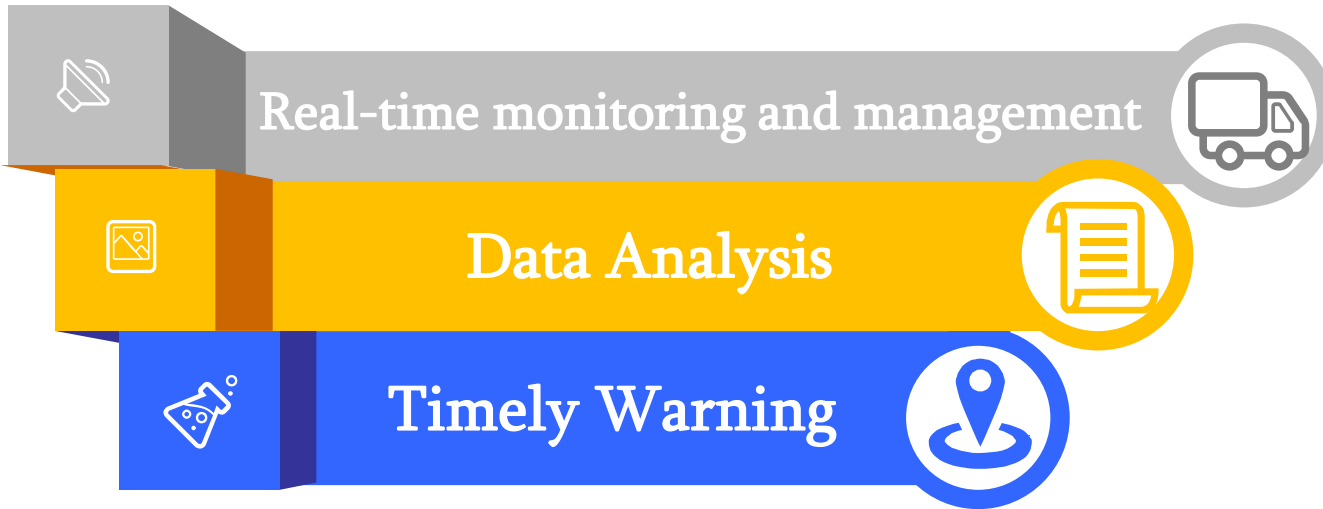 Real-time monitoring and management
Data Analysis
Timely Warning